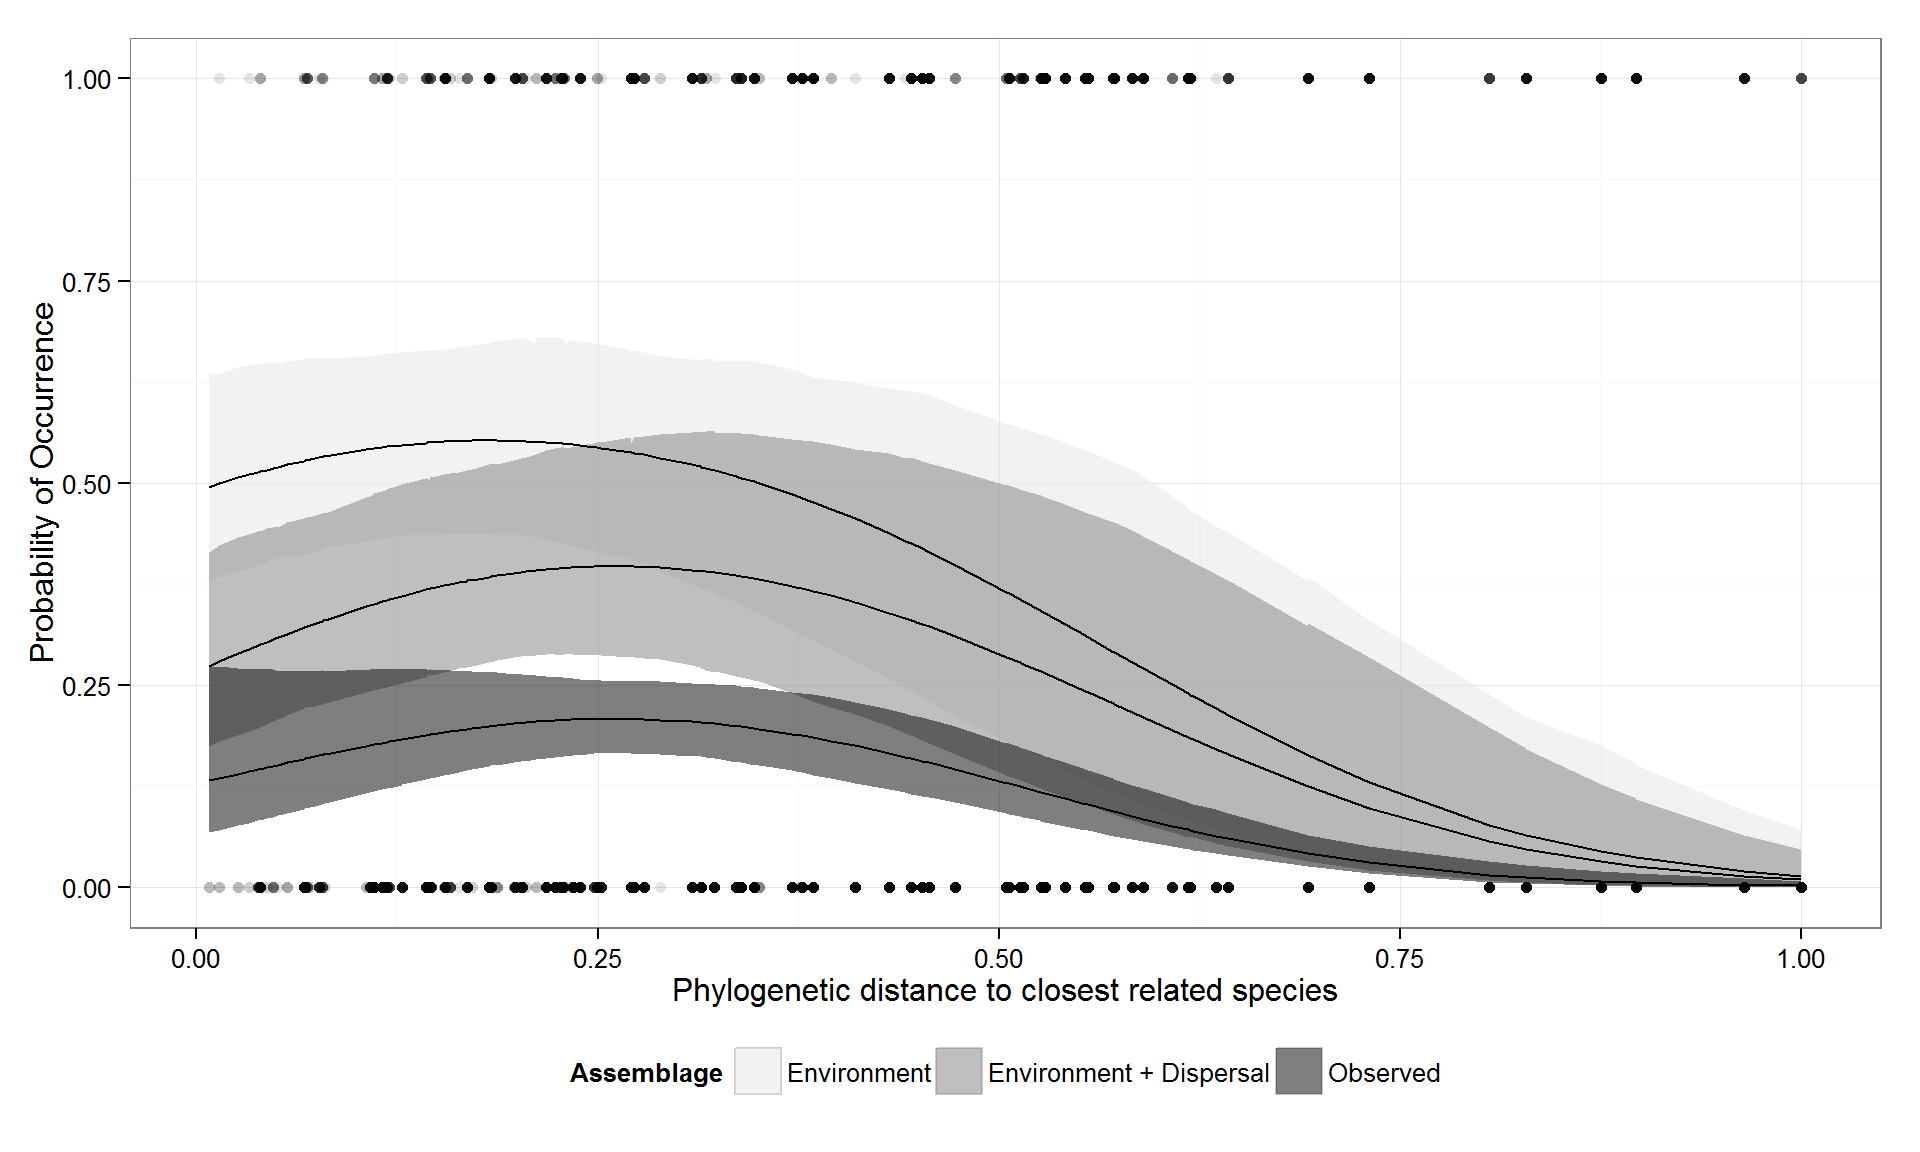 1.00
0.75
0.50
0.25
0.00
Probability of Occurrence
0.00 0.25 0.50 0.75 1.00
Phylogenetic distance to closest related species
Assemblage Environment Environment + Dispersal Observed